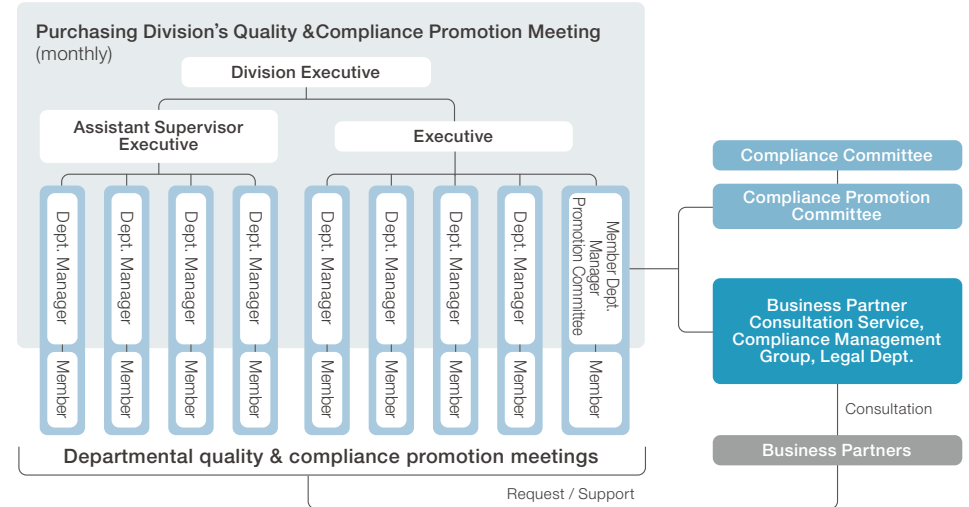 Purchasing Division's Quality &Compliance Promotion Meeting
(monthly)
Division Executive
Assistant Supervisor
Executive
Executive
Dept. Manager
Dept. Manager
Dept. Manager
Dept. Manager
Dept. Manager
Dept. Manager
Dept. Manager
Dept. Manager
Member Dept.
Manager
Promotion Committee
Member
Member
Member
Member
Member
Member
Member
Member
Member
Departmental quality & compliance promotion meetings
Request / Support
Compliance Committee
Compliance Promotion
Committee
Business Partner
Consultation Service,
Compliance Management
Group, Legal Dept.
Consultation
Business Partners